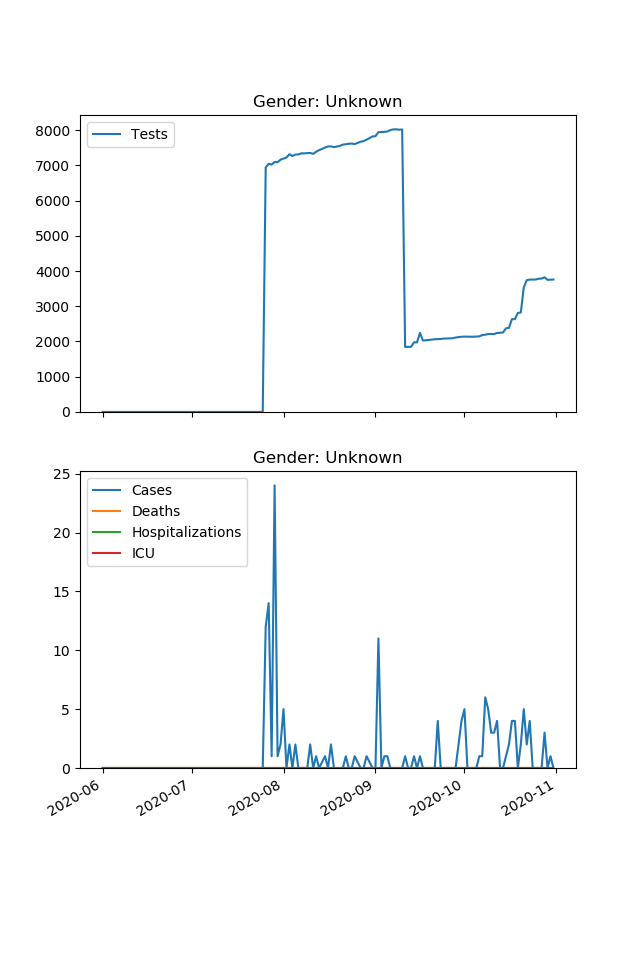 Gender: Unknown
Tests
8000
7000
6000
5000
4000
3000
2000
1000
0
Gender: Unknown
Cases
Deaths
Hospitalizations
ICU
25
20
15
10
5
0
2020-06 2020-07 2020-08 2020-09 2020-10 2020-11